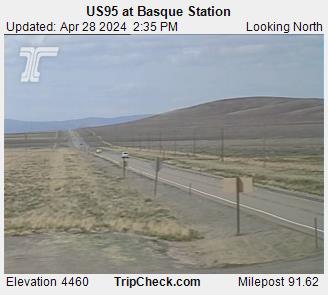 US95 at Basque Station
Updated: Apr 28 2024 2:35 PM Looking North
Elevation 4460 TripCheck.com Milepost 91.62